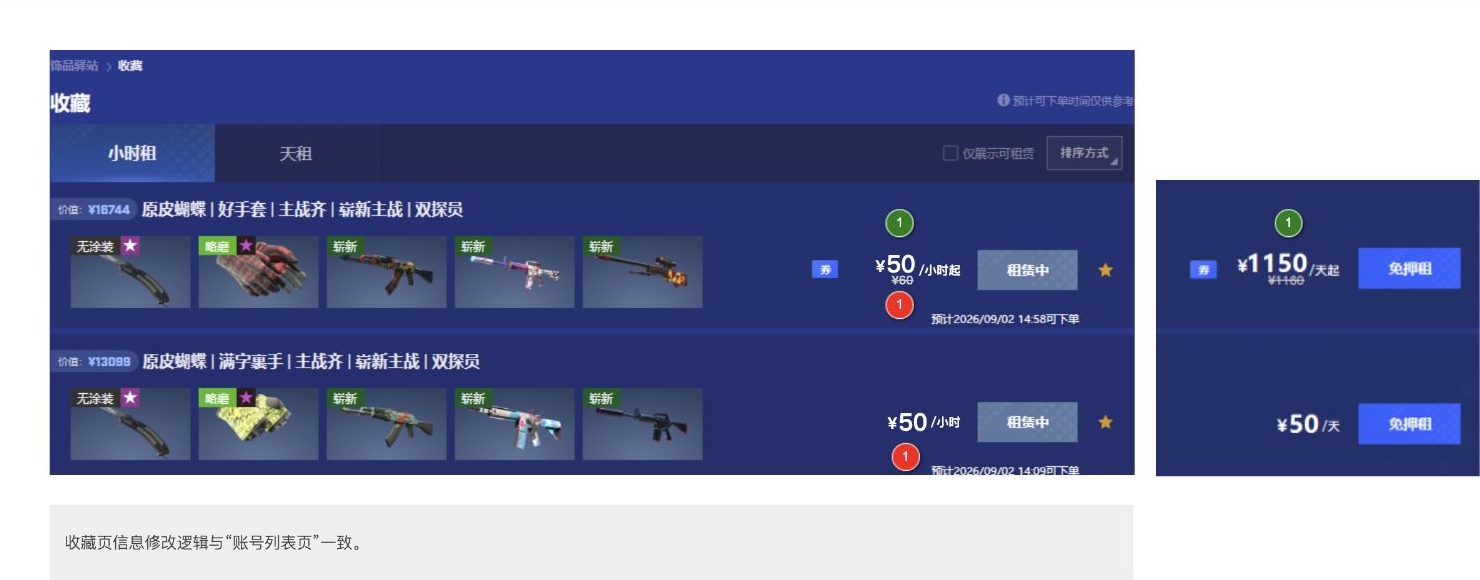 饰品驿站 > 收藏
收藏
预计可下单时间仅供参考
小时租
天租
仅展示可租赁
排序方式
价值: ¥16744 原皮蝴蝶 | 好手套 | 主战齐 | 崭新主战 | 双探员
无涂装 ★
略磨 ★
崭新
崭新
崭新
1
券
¥50 /小时起
¥60
租赁中
1
预计2026/09/02 14:58可下单
价值: ¥13099 原皮蝴蝶 | 满字裹手 | 主战齐 | 崭新主战 | 双探员
无涂装 ★
略磨 ★
崭新
崭新
崭新
¥50 /小时
租赁中
1
预计2026/09/02 14:09可下单
1
券
¥1150 /天起
¥1160
免押租
¥50 /天
免押租
收藏页信息修改逻辑与“账号列表页”一致。